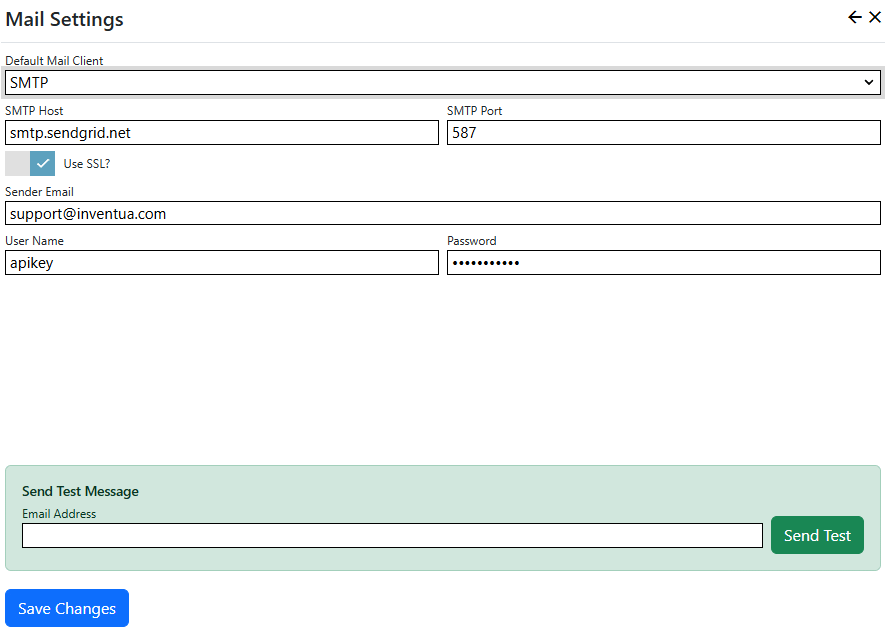 Mail Settings
Default Mail Client
SMTP
SMTP Host
SMTP Port
smtp.sendgrid.net
587
Use SSL?
Sender Email
support@inventua.com
User Name
Password
apikey
•••••••••••
Send Test Message
Email Address
Send Test
Save Changes